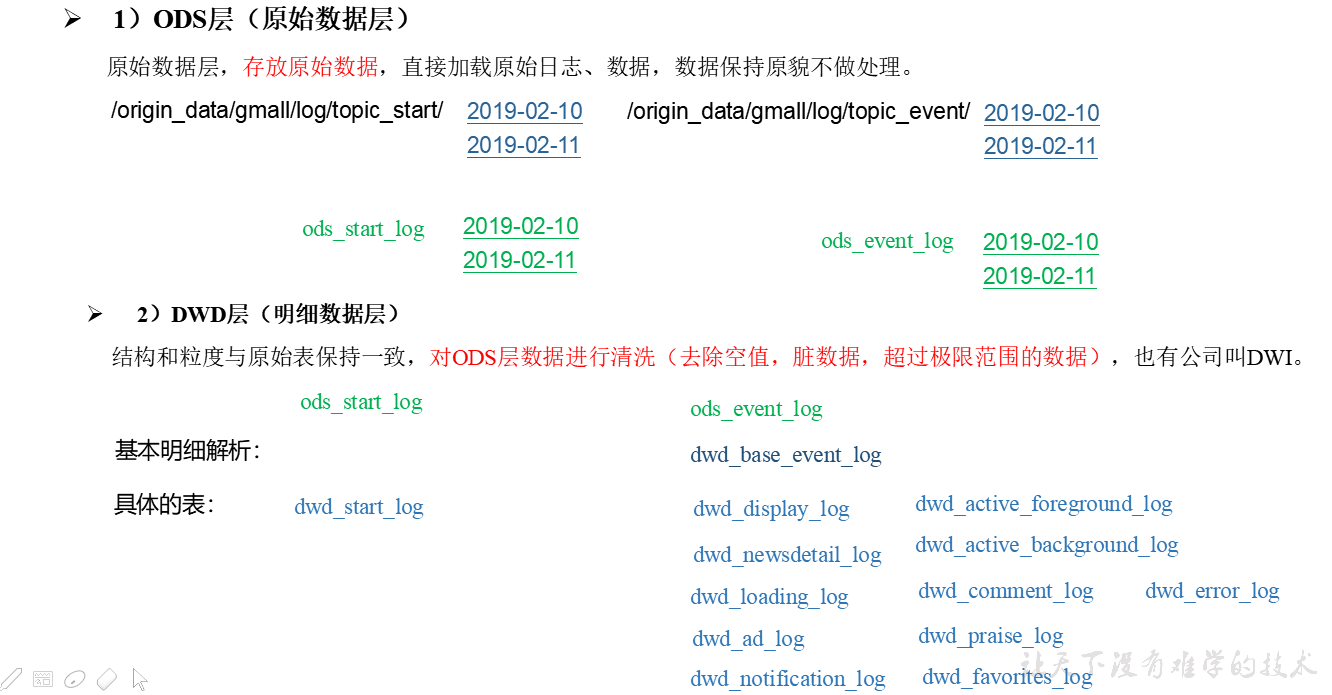 ➢ 1）ODS层（原始数据层）
原始数据层，存放原始数据，直接加载原始日志、数据，数据保持原貌不做处理。
/origin_data/gmall/log/topic_start/ 2019-02-10 /origin_data/gmall/log/topic_event/ 2019-02-10
2019-02-11 2019-02-11
ods_start_log 2019-02-10 ods_event_log 2019-02-10
2019-02-11 2019-02-11
➢ 2）DWD层（明细数据层）
结构和粒度与原始表保持一致，对ODS层数据进行清洗（去除空值，脏数据，超过极限范围的数据），也有公司叫DWI。
ods_start_log ods_event_log
基本明细解析： dwd_base_event_log
具体的表： dwd_start_log dwd_display_log dwd_active_foreground_log
dwd_newsdetail_log dwd_active_background_log
dwd_loading_log dwd_comment_log dwd_error_log
dwd_ad_log dwd_praise_log
dwd_notification_log dwd_favorites_log
让天下没有难学的技术